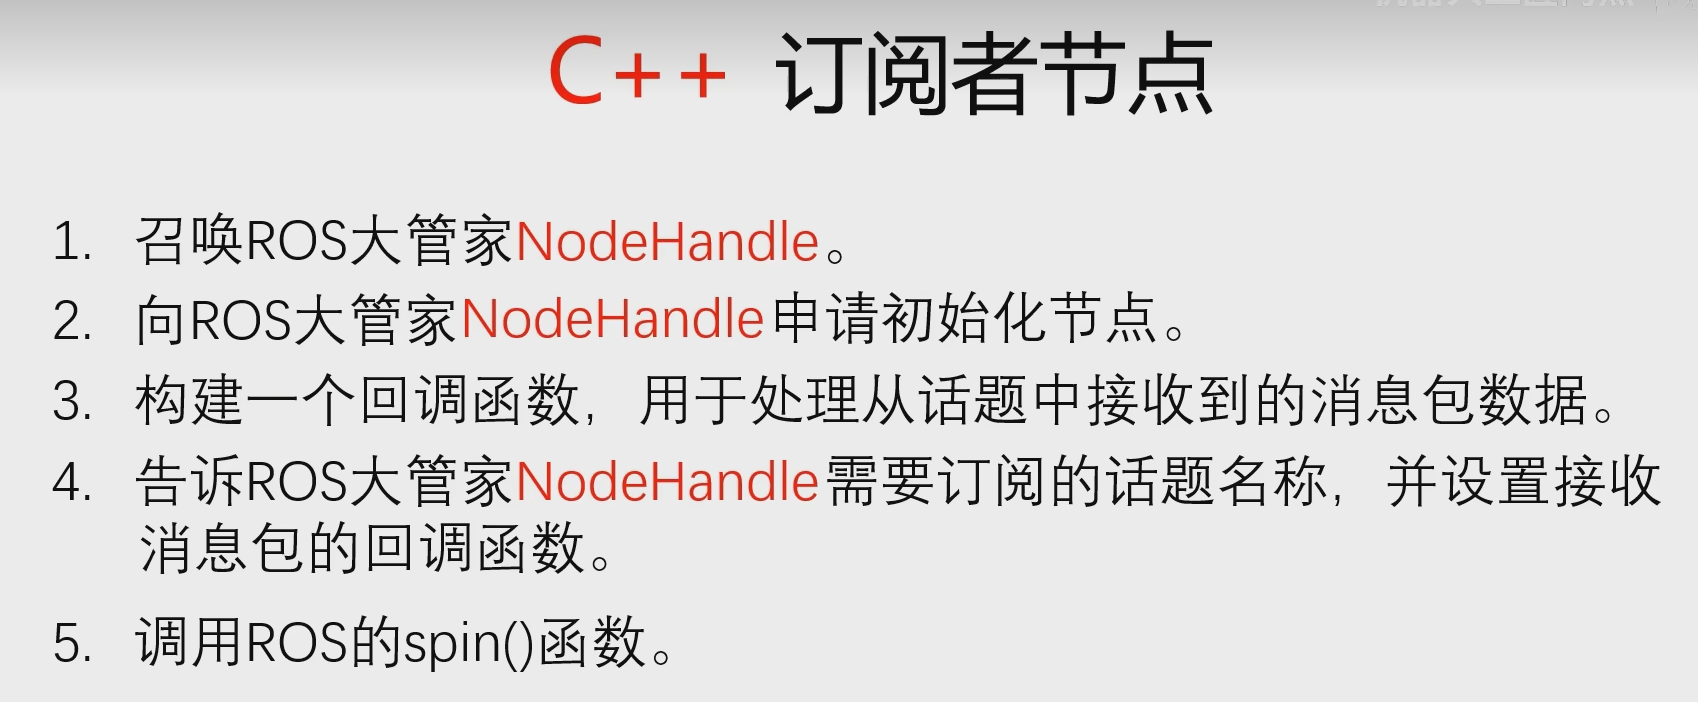 C++ 订阅者节点
1. 召唤ROS大管家NodeHandle。
2. 向ROS大管家NodeHandle申请初始化节点。
3. 构建一个回调函数，用于处理从话题中接收到的消息包数据。
4. 告诉ROS大管家NodeHandle需要订阅的话题名称，并设置接收
消息包的回调函数。
5. 调用ROS的spin()函数。